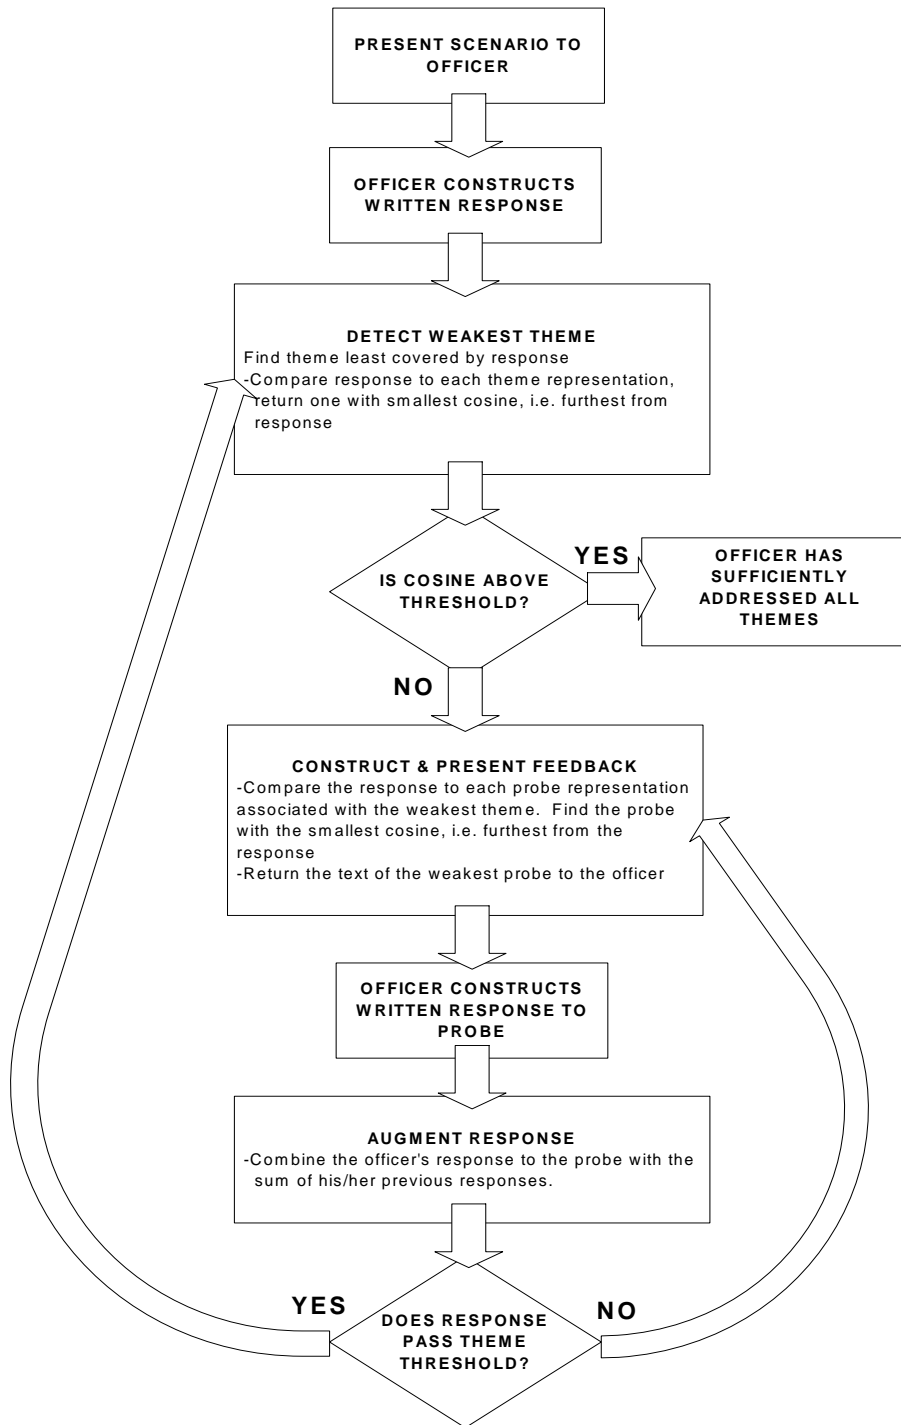 PRESENT SCENARIO TO
OFFICER
OFFICER CONSTRUCTS
WRITTEN RESPONSE
DETECT WEAKEST THEME
Find theme least covered by response
-Compare response to each theme representation,
return one with smallest cosine, i.e. furthest from
response
IS COSINE ABOVE
THRESHOLD?
YES
OFFICER HAS
SUFFICIENTLY
ADDRESSED ALL
THEMES
NO
CONSTRUCT & PRESENT FEEDBACK
-Compare the response to each probe representation
associated with the weakest theme. Find the probe
with the smallest cosine, i.e. furthest from the
response
-Return the text of the weakest probe to the officer
OFFICER CONSTRUCTS
WRITTEN RESPONSE TO
PROBE
AUGMENT RESPONSE
-Combine the officer's response to the probe with the
sum of his/her previous responses.
YES
NO
DOES RESPONSE
PASS THEME
THRESHOLD?